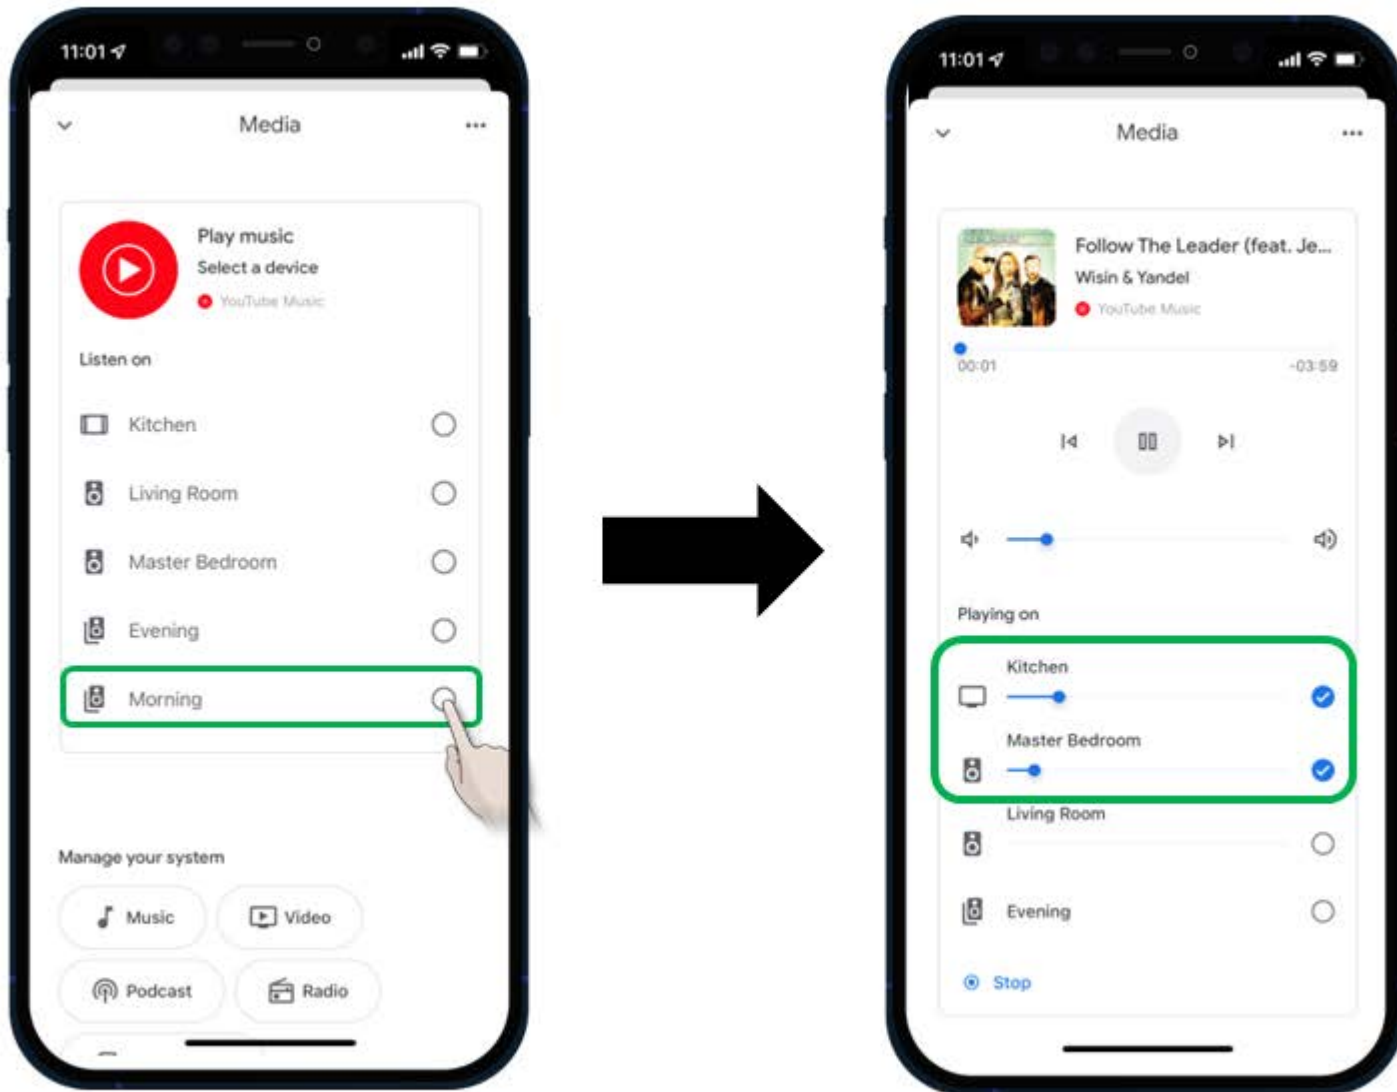 11:01
Media
Play music
Select a device
YouTube Music
Listen on
Kitchen
Living Room
Master Bedroom
Evening
Morning
Manage your system
Music
Video
Podcast
Radio
11:01
Media
Follow The Leader (feat. Je...
Wisin & Yandel
YouTube Music
00:01
-03:59
Playing on
Kitchen
Master Bedroom
Living Room
Evening
Stop